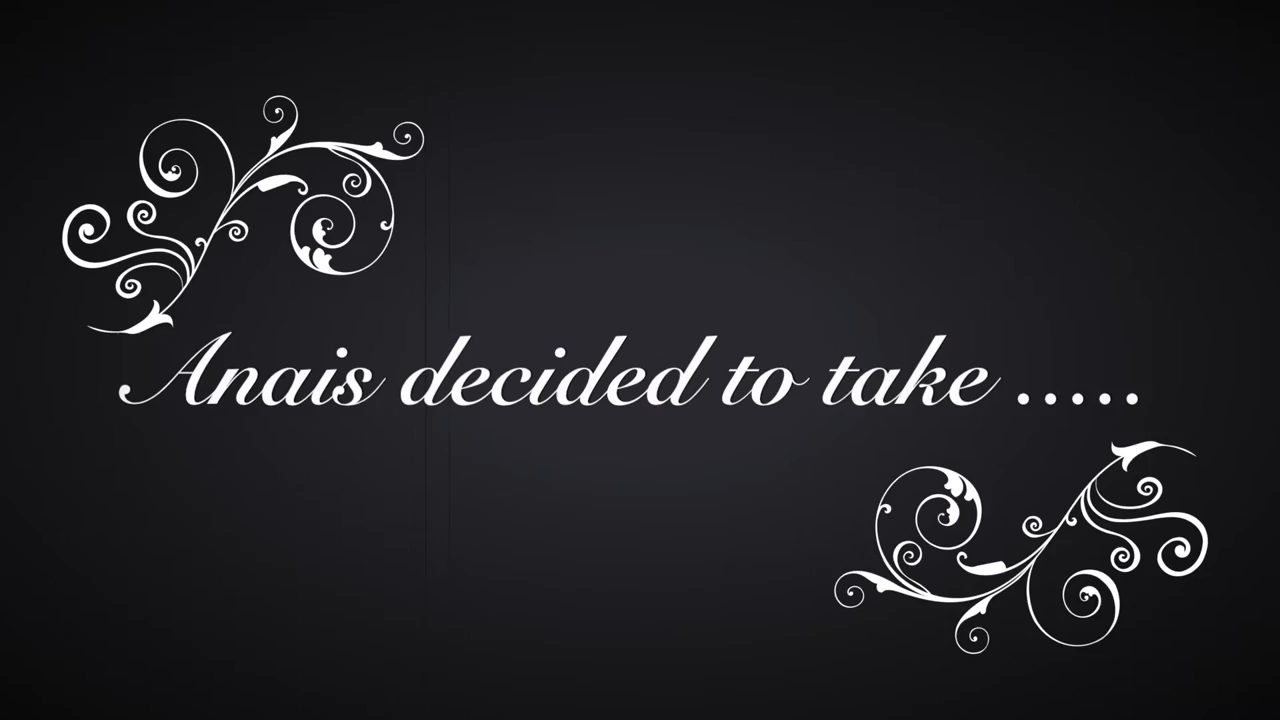 Anais decided to take .....